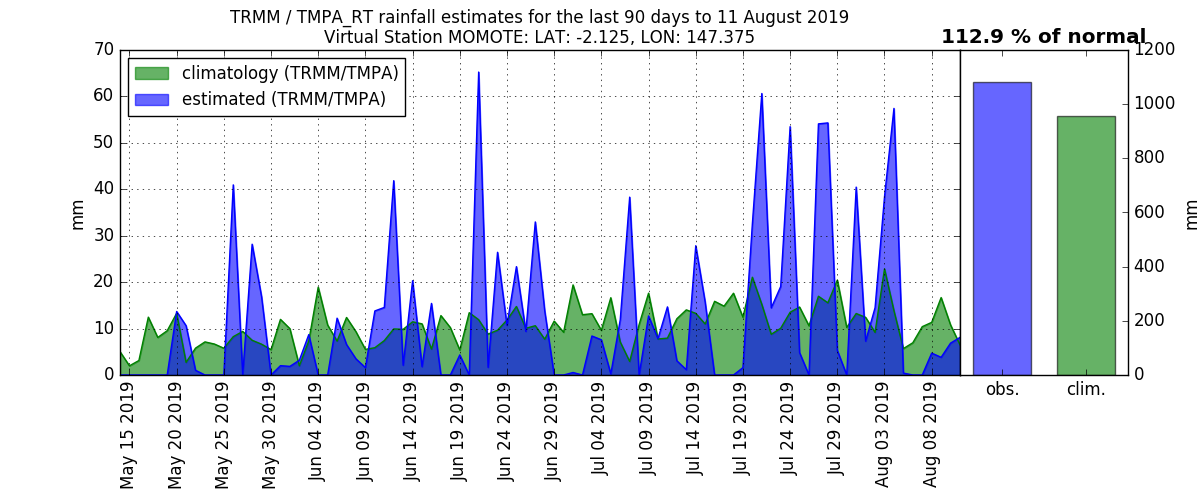 TRMM / TMPA_RT rainfall estimates for the last 90 days to 11 August 2019
Virtual Station MOMOTE: LAT: -2.125, LON: 147.375
112.9 % of normal
climatology (TRMM/TMPA)
estimated (TRMM/TMPA)
70
60
50
40
30
20
10
0
mm
May 15 2019
May 20 2019
May 25 2019
May 30 2019
Jun 04 2019
Jun 09 2019
Jun 14 2019
Jun 19 2019
Jun 24 2019
Jun 29 2019
Jul 04 2019
Jul 09 2019
Jul 14 2019
Jul 19 2019
Jul 24 2019
Jul 29 2019
Aug 03 2019
Aug 08 2019
1200
1000
800
600
400
200
0
mm
obs.
clim.